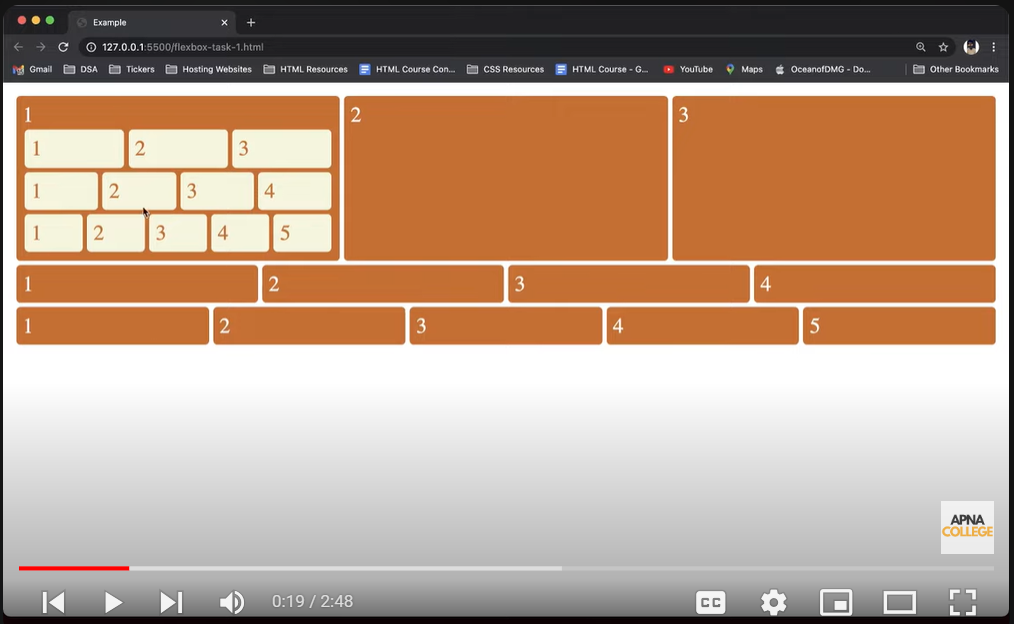 Example
127.0.0.1:5500/flexbox-task-1.html
Gmail DSA Tickers Hosting Websites HTML Resources HTML Course Con... CSS Resources HTML Course - G... YouTube Maps OceanofDMG - Do... Other Bookmarks
1 2 3
1 2 3
1 2 3 4
1 2 3 4 5
1 2 3 4
1 2 3 4 5
APNA
COLLEGE
0:19 / 2:48
CC